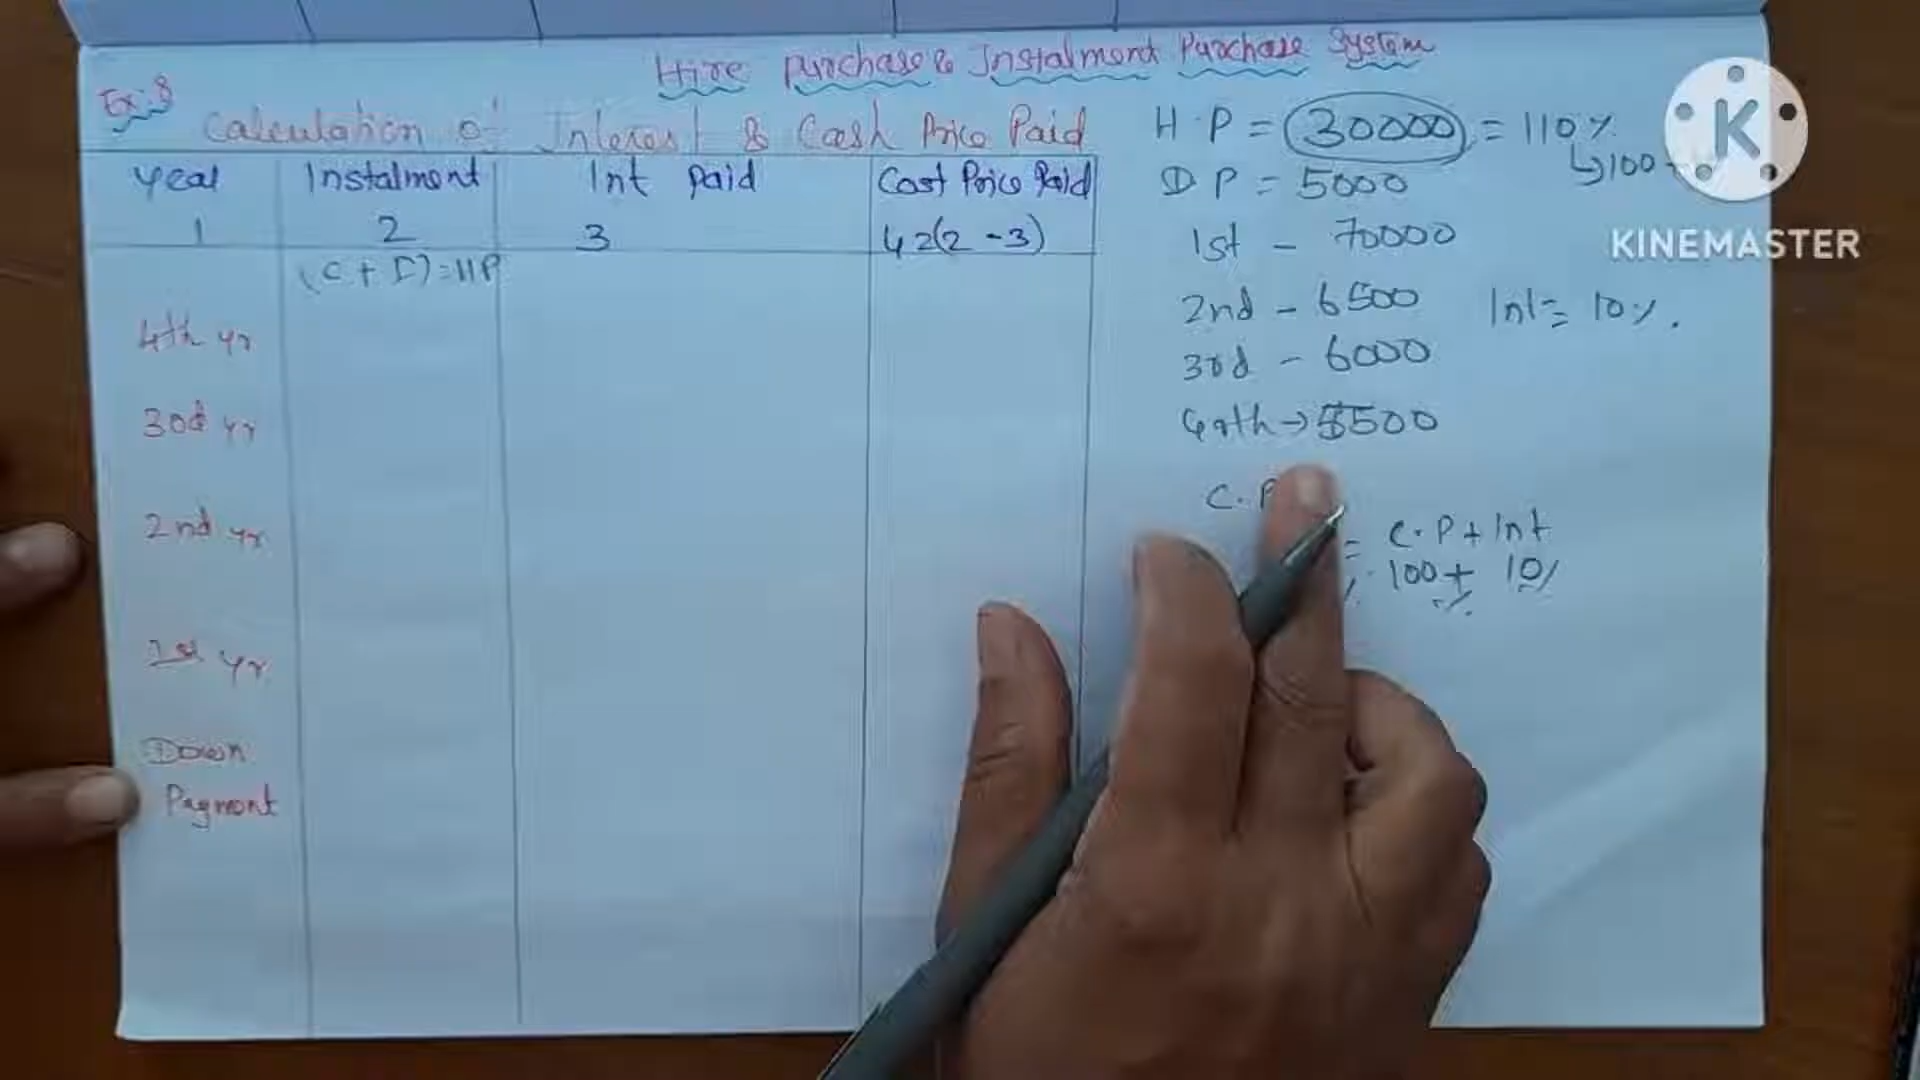 Hire Purchase & Instalment Purchase System
Ex: 8
Calculation of Interest & Cash Price Paid
Year Instalment Int Paid Cost Price Paid
1 2 3 4 2(2-3)
(C + I) = HP
4th yr
3rd yr
2nd yr
1st yr
Down
Payment
H.P = 30000 = 110%
↳100+
D P = 5000
1st - 70000
2nd - 6500 Int = 10%.
3rd - 6000
4rth → 5500
C.P
= C.P + Int
100 + 10%
%
KINEMASTER